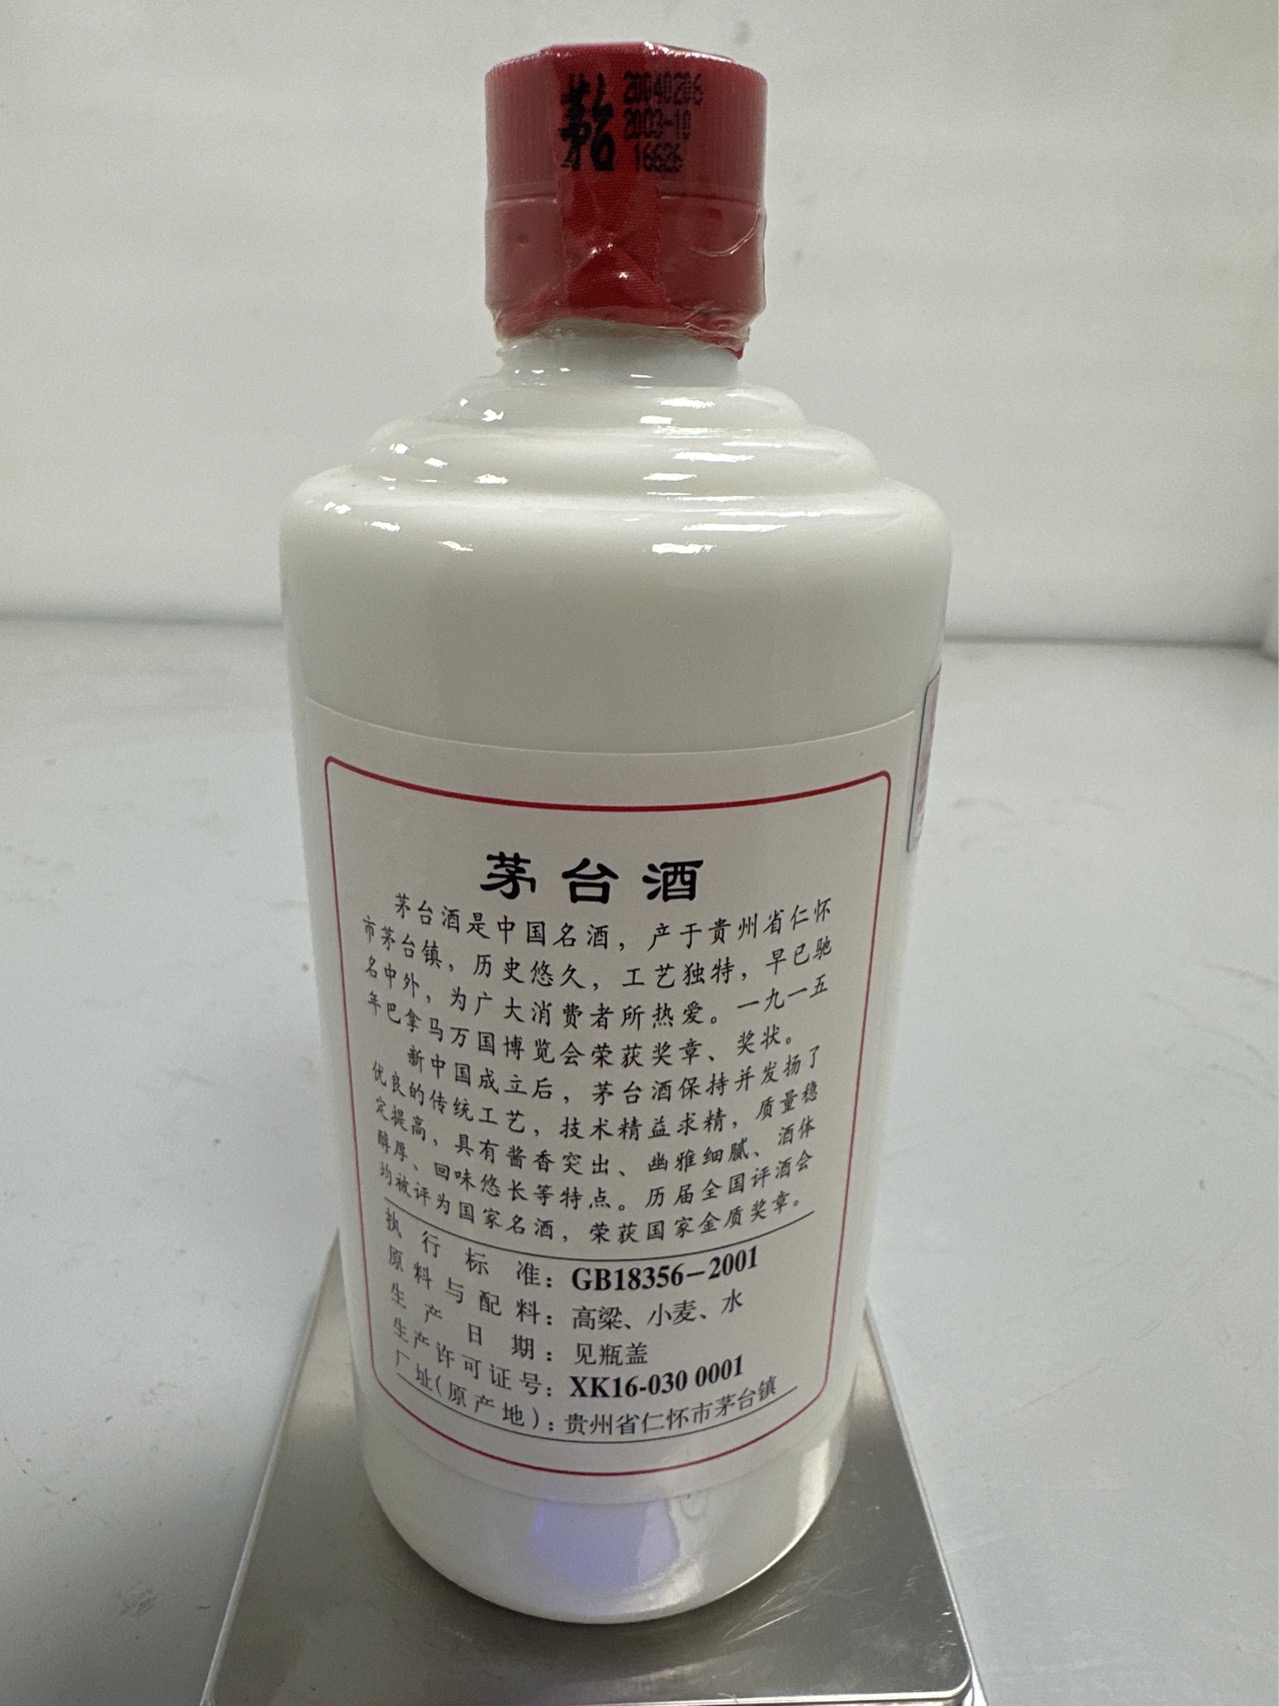 茅台
20040206
2003-10
16626
茅台酒
茅台酒是中国名酒，产于贵州省仁怀
市茅台镇，历史悠久，工艺独特，早已驰
名中外，为广大消费者所热爱。一九一五
年巴拿马万国博览会荣获奖章、奖状。
新中国成立后，茅台酒保持并发扬了
优良的传统工艺，技术精益求精，质量稳
定提高，具有酱香突出、幽雅细腻、酒体
醇厚、回味悠长等特点。历届全国评酒会
均被评为国家名酒，荣获国家金质奖章。
执行标准：GB18356-2001
原料与配料：高粱、小麦、水
生产日期：见瓶盖
生产许可证号：XK16-030 0001
厂址(原产地)：贵州省仁怀市茅台镇